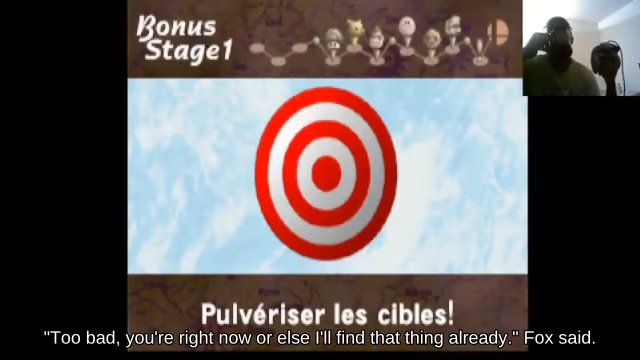 Bonus
Stage1
Pulvériser les cibles!
"Too bad, you're right now or else I'll find that thing already." Fox said.